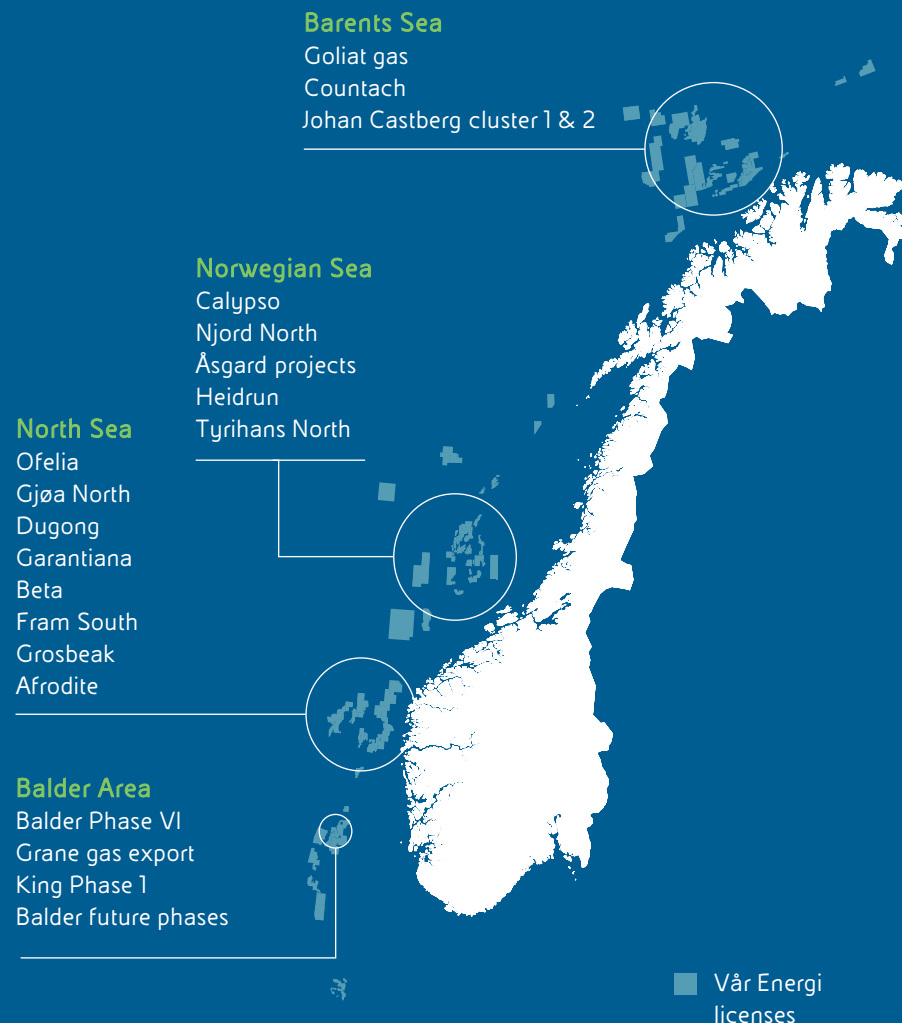 Barents Sea
Goliat gas
Countach
Johan Castberg cluster 1 & 2
Norwegian Sea
Calypso
Njord North
Åsgard projects
Heidrun
Tyrihans North
North Sea
Ofelia
Gjøa North
Dugong
Garantiana
Beta
Fram South
Grosbeak
Afrodite
Balder Area
Balder Phase VI
Grane gas export
King Phase 1
Balder future phases
Vår Energi
licenses